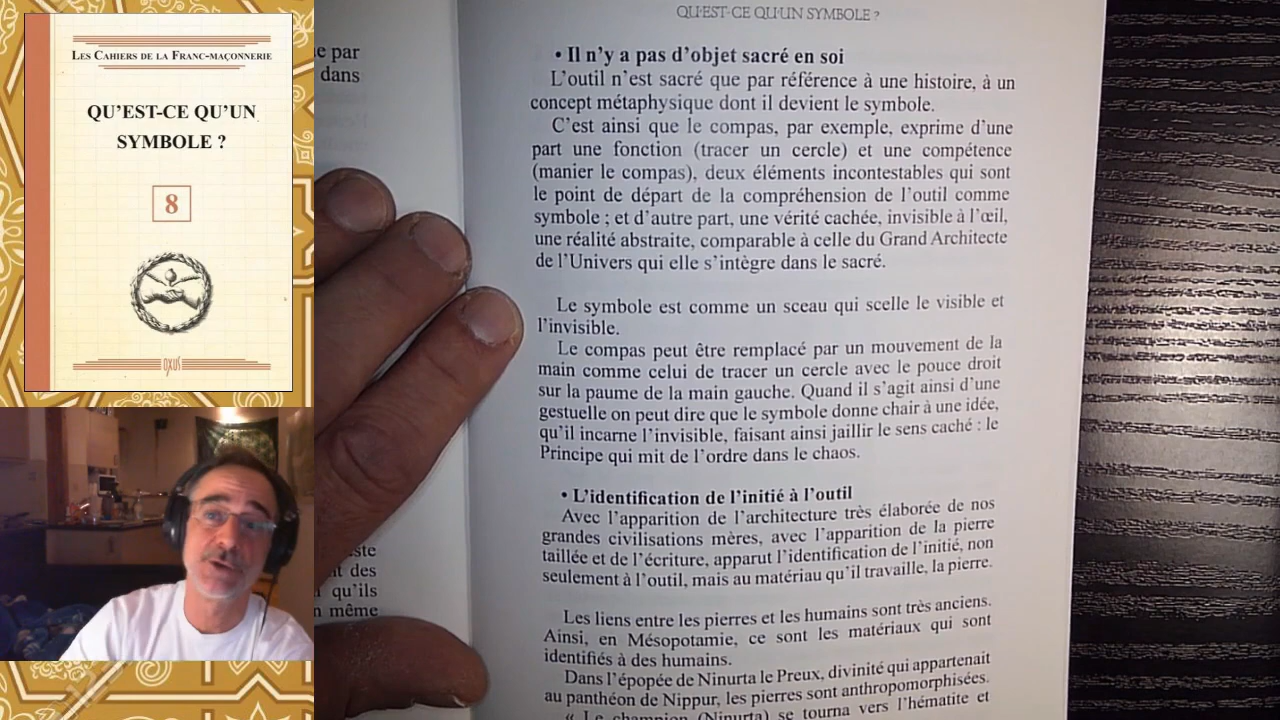 LES CAHIERS DE LA FRANC-MAÇONNERIE
QU'EST-CE QU'UN
SYMBOLE ?
8
OXUS
e par
dans
este
t des
qu'ils
n même
QU'EST-CE QU'UN SYMBOLE ?
• Il n'y a pas d'objet sacré en soi
L'outil n'est sacré que par référence à une histoire, à un
concept métaphysique dont il devient le symbole.
C'est ainsi que le compas, par exemple, exprime d'une
part une fonction (tracer un cercle) et une compétence
(manier le compas), deux éléments incontestables qui sont
le point de départ de la compréhension de l'outil comme
symbole ; et d'autre part, une vérité cachée, invisible à l'œil,
une réalité abstraite, comparable à celle du Grand Architecte
de l'Univers qui elle s'intègre dans le sacré.
Le symbole est comme un sceau qui scelle le visible et
l'invisible.
Le compas peut être remplacé par un mouvement de la
main comme celui de tracer un cercle avec le pouce droit
sur la paume de la main gauche. Quand il s'agit ainsi d'une
gestuelle on peut dire que le symbole donne chair à une idée,
qu'il incarne l'invisible, faisant ainsi jaillir le sens caché : le
Principe qui mit de l'ordre dans le chaos.
• L'identification de l'initié à l'outil
Avec l'apparition de l'architecture très élaborée de nos
grandes civilisations mères, avec l'apparition de la pierre
taillée et de l'écriture, apparut l'identification de l'initié, non
seulement à l'outil, mais au matériau qu'il travaille, la pierre.
Les liens entre les pierres et les humains sont très anciens.
Ainsi, en Mésopotamie, ce sont les matériaux qui sont
identifiés à des humains.
Dans l'épopée de Ninurta le Preux, divinité qui appartenait
au panthéon de Nippur, les pierres sont anthropomorphisées.
« Le champion (Ninurta) se tourna vers l'hématite et